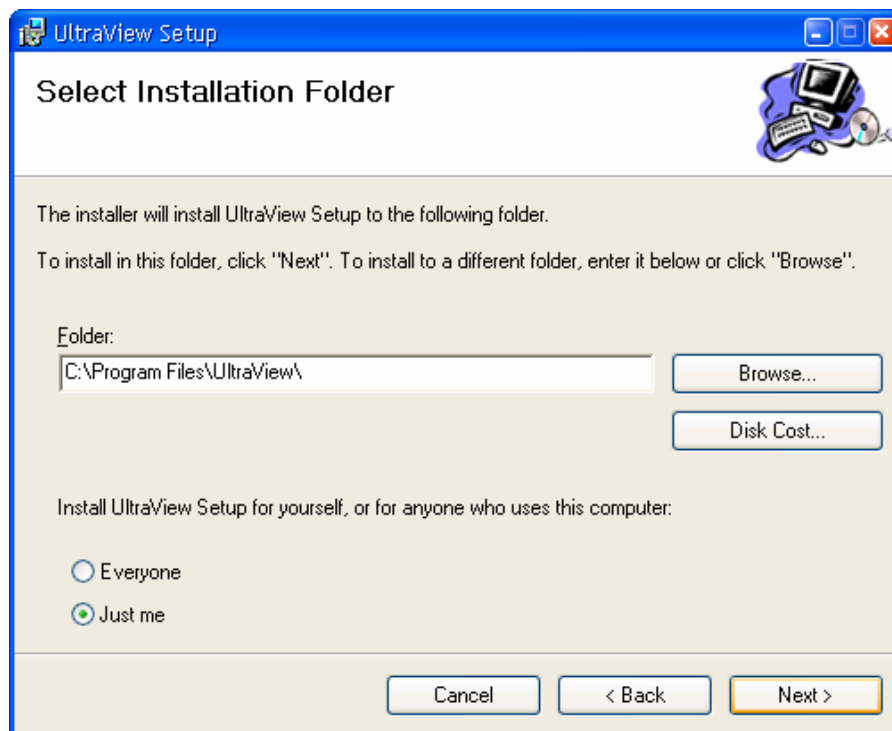 UltraView Setup
Select Installation Folder
The installer will install UltraView Setup to the following folder.
To install in this folder, click "Next". To install to a different folder, enter it below or click "Browse".
Folder:
C:\Program Files\UltraView\
Browse...
Disk Cost...
Install UltraView Setup for yourself, or for anyone who uses this computer:
Everyone
Just me
Cancel
< Back
Next >